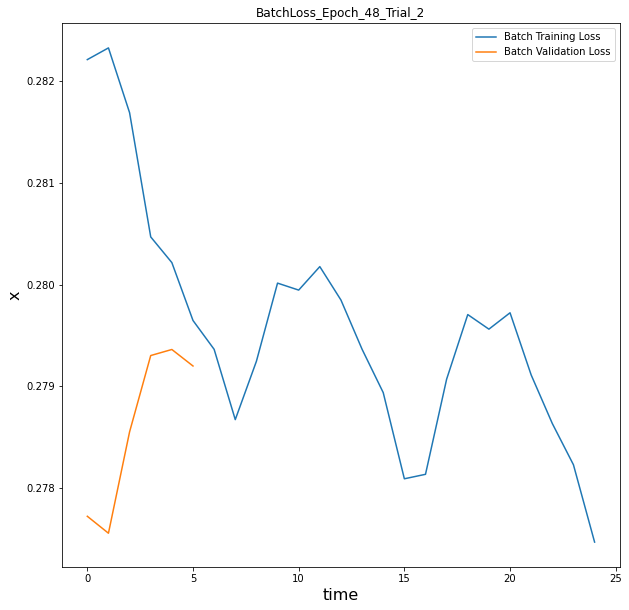 BatchLoss_Epoch_48_Trial_2
Batch Training Loss
Batch Validation Loss
0.282
0.281
0.280
0.279
0.278
x
0
5
10
15
20
25
time